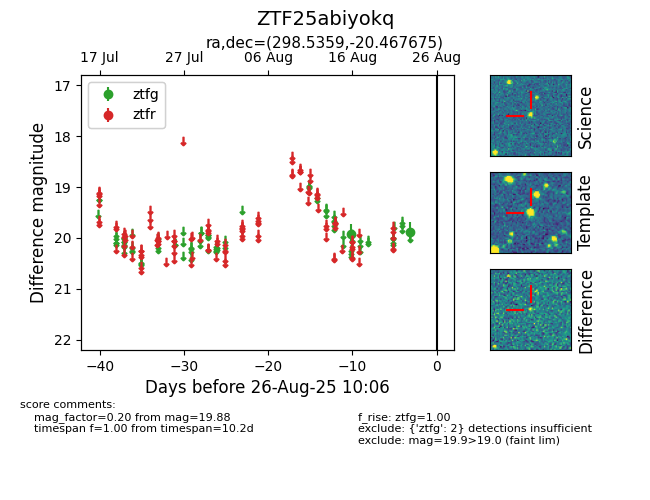 ZTF25abiyokq
ra,dec=(298.5359,-20.467675)
17 Jul 27 Jul 06 Aug 16 Aug 26 Aug
ztfg
ztfr
17
18
19
20
21
22
Difference magnitude
−40 −30 −20 −10 0
Days before 26-Aug-25 10:06
Science
Template
Difference
score comments:
mag_factor=0.20 from mag=19.88
timespan f=1.00 from timespan=10.2d
f_rise: ztfg=1.00
exclude: {'ztfg': 2} detections insufficient
exclude: mag=19.9>19.0 (faint lim)